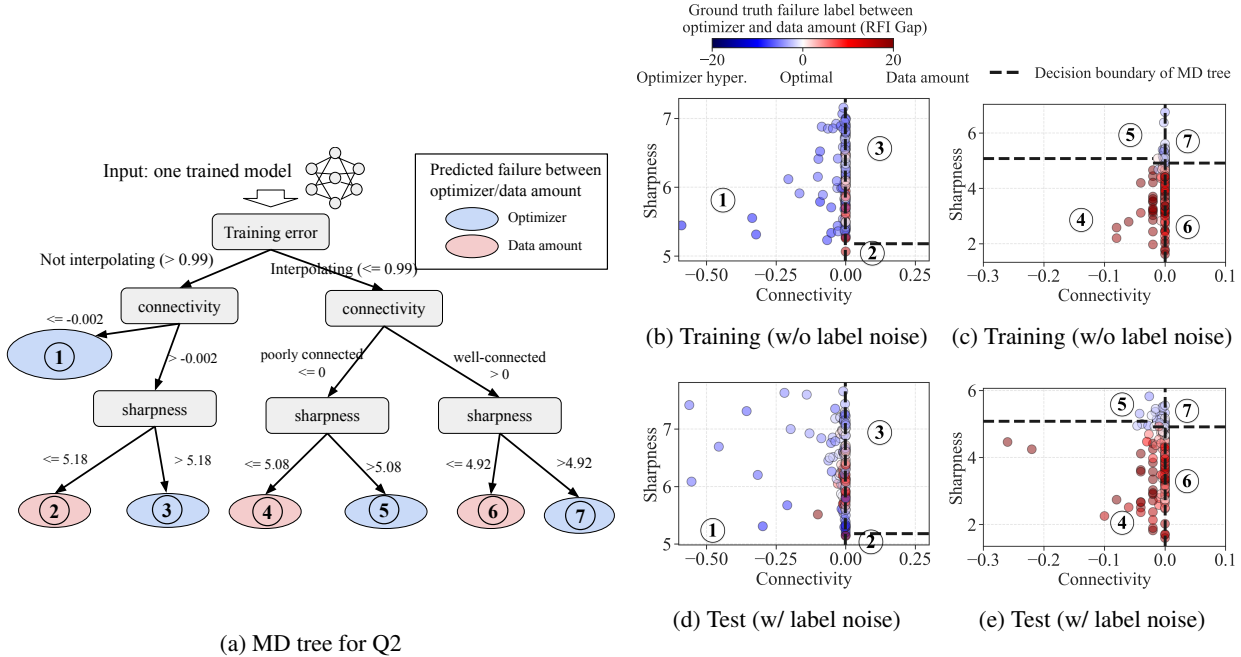 Input: one trained model
Predicted failure between
optimizer/data amount
Optimizer
Data amount
Training error
Not interpolating (> 0.99)
Interpolating (<= 0.99)
connectivity
connectivity
<= -0.002
1
> -0.002
poorly connected
<= 0
well-connected
> 0
sharpness
sharpness
sharpness
<= 5.18
> 5.18
<= 5.08
>5.08
<= 4.92
>4.92
2
3
4
5
6
7
(a) MD tree for Q2
Ground truth failure label between
optimizer and data amount (RFI Gap)
−20
0
20
Optimizer hyper.
Optimal
Data amount
Decision boundary of MD tree
Sharpness
7
6
5
1
3
2
−0.50
−0.25
0.00
0.25
Connectivity
(b) Training (w/o label noise)
Sharpness
6
4
2
5
7
4
6
−0.3
−0.2
−0.1
0.0
0.1
Connectivity
(c) Training (w/o label noise)
Sharpness
7
6
5
3
1
2
−0.50
−0.25
0.00
0.25
Connectivity
(d) Test (w/ label noise)
Sharpness
6
4
2
5
7
6
4
−0.3
−0.2
−0.1
0.0
0.1
Connectivity
(e) Test (w/ label noise)